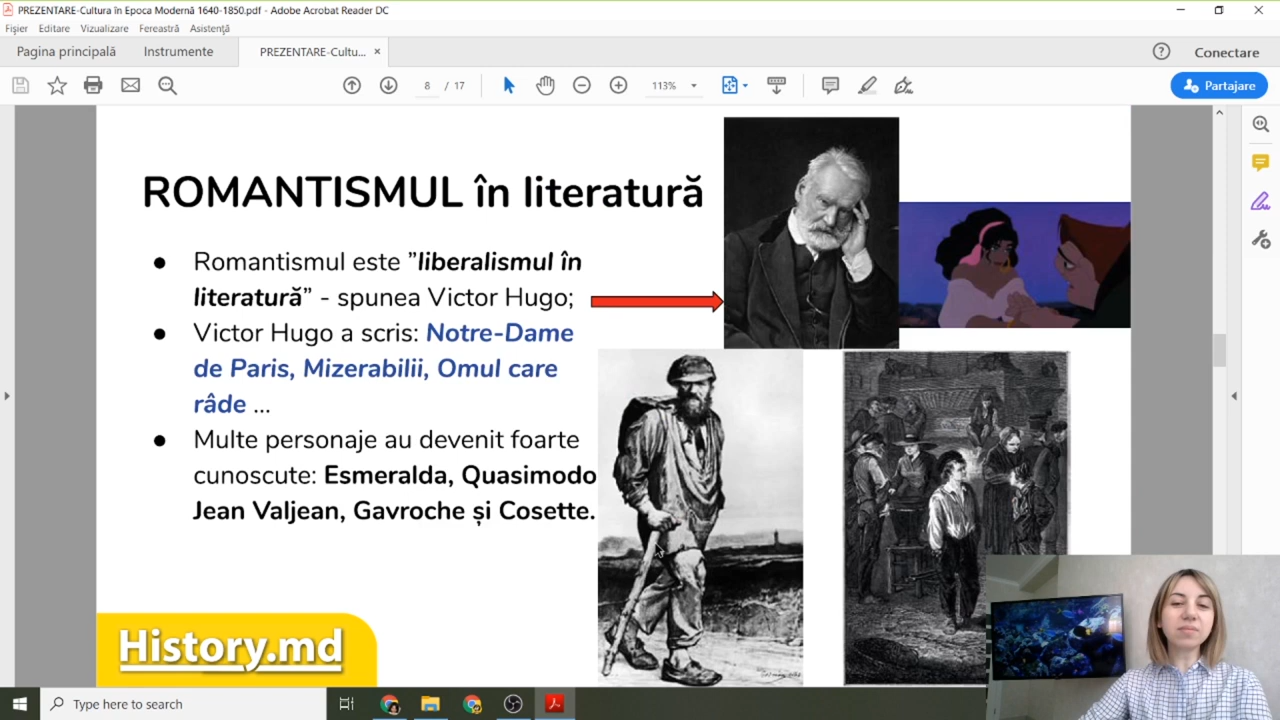 PREZENTARE-Cultura în Epoca Modernă 1640-1850.pdf - Adobe Acrobat Reader DC
Fișier Editare Vizualizare Fereastră Asistență
Pagina principală Instrumente PREZENTARE-Cultu... × Conectare
8 / 17 113% Partajare
ROMANTISMUL în literatură
● Romantismul este ”liberalismul în
literatură” - spunea Victor Hugo;
● Victor Hugo a scris: Notre-Dame
de Paris, Mizerabilii, Omul care
râde ...
● Multe personaje au devenit foarte
cunoscute: Esmeralda, Quasimodo
Jean Valjean, Gavroche și Cosette.
History.md
Type here to search